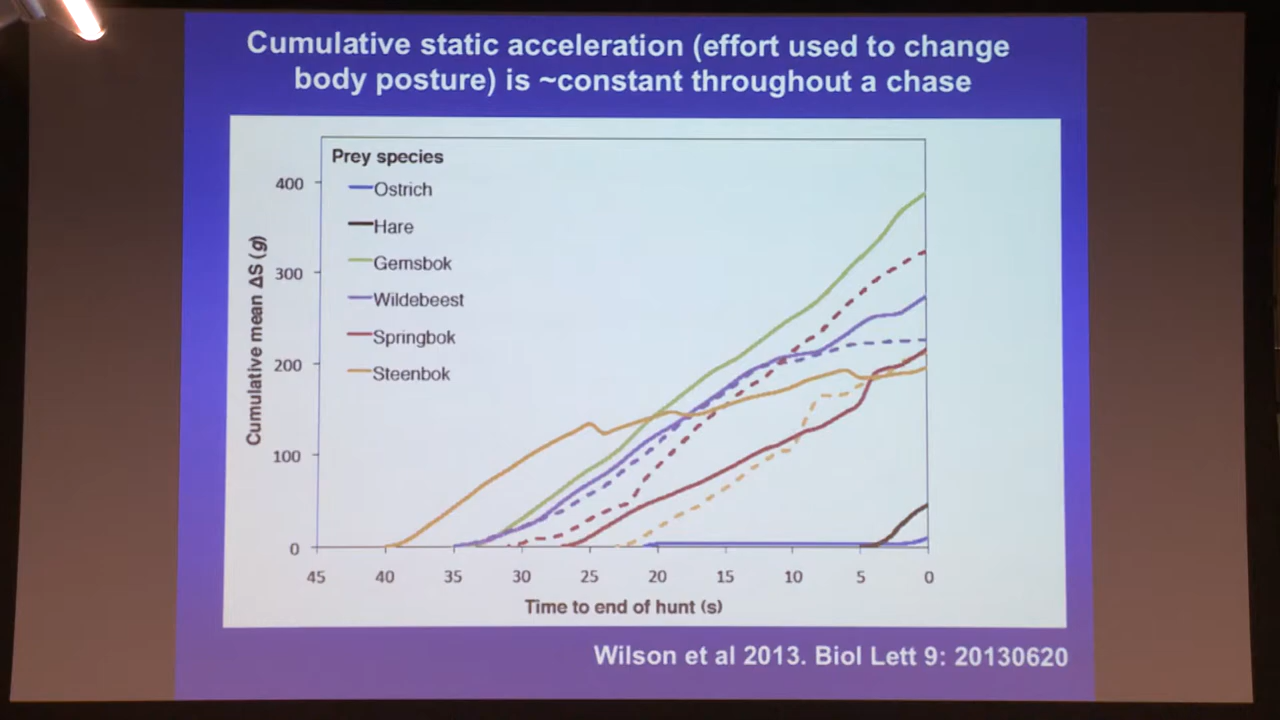 Cumulative static acceleration (effort used to change
body posture) is ~constant throughout a chase
Prey species
Ostrich
Hare
Gemsbok
Wildebeest
Springbok
Steenbok
Cumulative mean ΔS (g)
400
300
200
100
0
45 40 35 30 25 20 15 10 5 0
Time to end of hunt (s)
Wilson et al 2013. Biol Lett 9: 20130620